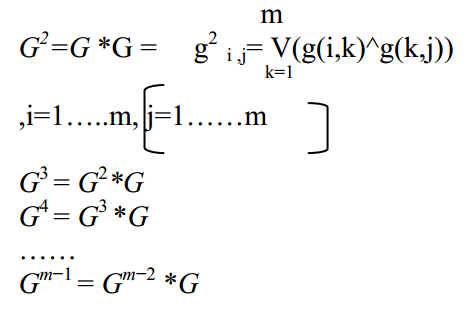 m
G²=G *G = g² i ,j= V(g(i,k)^g(k,j))
k=1
,i=1…..m, j=1……m
G³ = G² *G
G⁴ = G³ *G
……
Gᵐ⁻¹ = Gᵐ⁻² *G